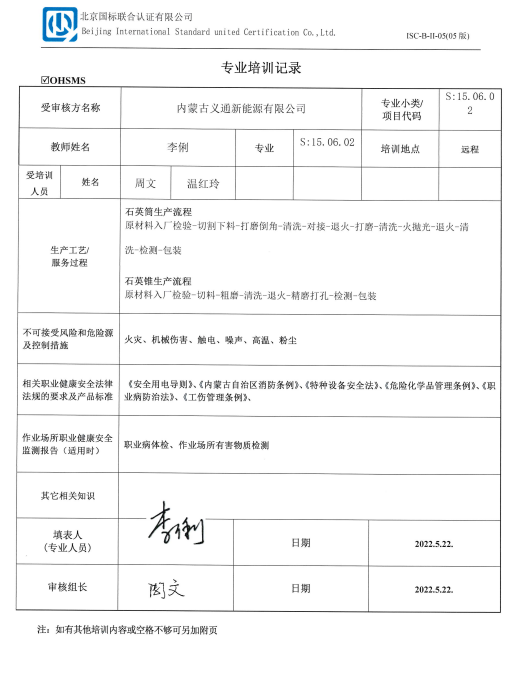 北京国标联合认证有限公司
Beijing International Standard united Certification Co.,Ltd.
ISC-B-II-05(05 版)
专业培训记录
☑OHSMS
受审核方名称
内蒙古义通新能源有限公司
专业小类/
项目代码
S:15.06.0
2
教师姓名
李俐
专业
S:15.06.02
培训地点
远程
受培训
人员
姓名
周文
温红玲
生产工艺/
服务过程
石英筒生产流程
原材料入厂检验-切割下料-打磨倒角-清洗-对接-退火-打磨-清洗-火抛光-退火-清
洗-检测-包装
石英锥生产流程
原材料入厂检验-切料-粗磨-清洗-退火-精磨打孔-检测-包装
不可接受风险和危险源
及控制措施
火灾、机械伤害、触电、噪声、高温、粉尘
相关职业健康安全法律
法规的要求及产品标准
《安全用电导则》、《内蒙古自治区消防条例》、《特种设备安全法》、《危险化学品管理条例》、《职
业病防治法》、《工伤管理条例》、
作业场所职业健康安全
监测报告（适用时）
职业病体检、作业场所有害物质检测
其它相关知识
填表人
(专业人员)
李俐
日期
2022.5.22.
审核组长
周文
日期
2022.5.22.
注：如有其他培训内容或空格不够可另加附页